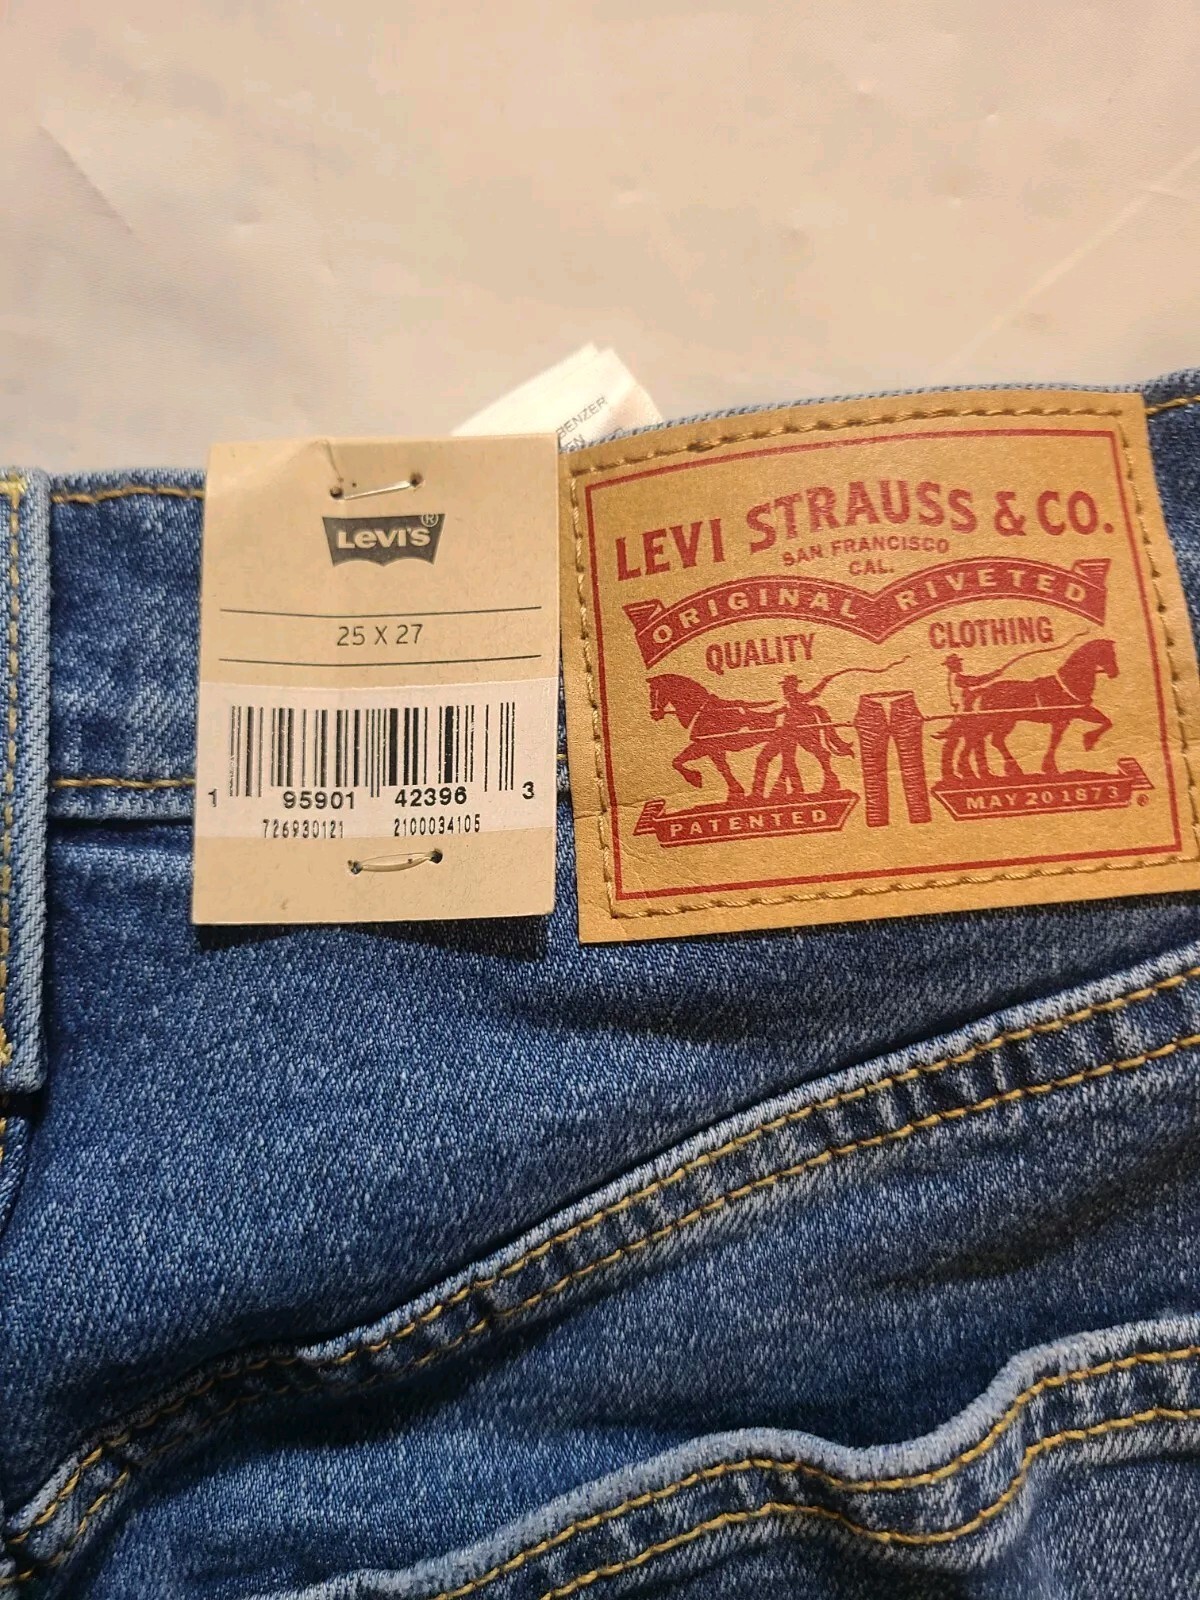 BENZER
Levi's®
25 X 27
1 95901 42396 3
726930121 2100034105
LEVI STRAUSS & CO.
SAN FRANCISCO
CAL.
ORIGINAL RIVETED
QUALITY CLOTHING
PATENTED MAY 20 1873 ®